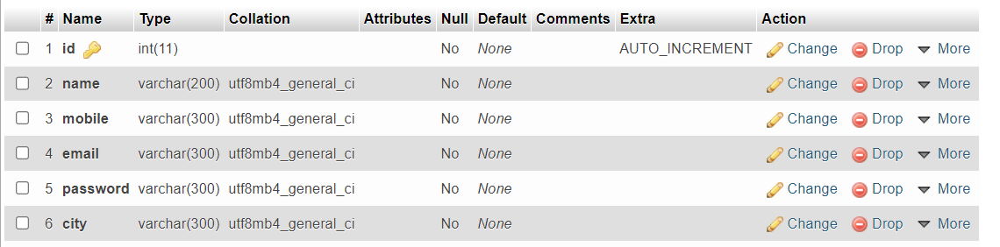 # Name Type Collation Attributes Null Default Comments Extra Action
1 id int(11) No None AUTO_INCREMENT Change Drop More
2 name varchar(200) utf8mb4_general_ci No None Change Drop More
3 mobile varchar(300) utf8mb4_general_ci No None Change Drop More
4 email varchar(300) utf8mb4_general_ci No None Change Drop More
5 password varchar(300) utf8mb4_general_ci No None Change Drop More
6 city varchar(300) utf8mb4_general_ci No None Change Drop More